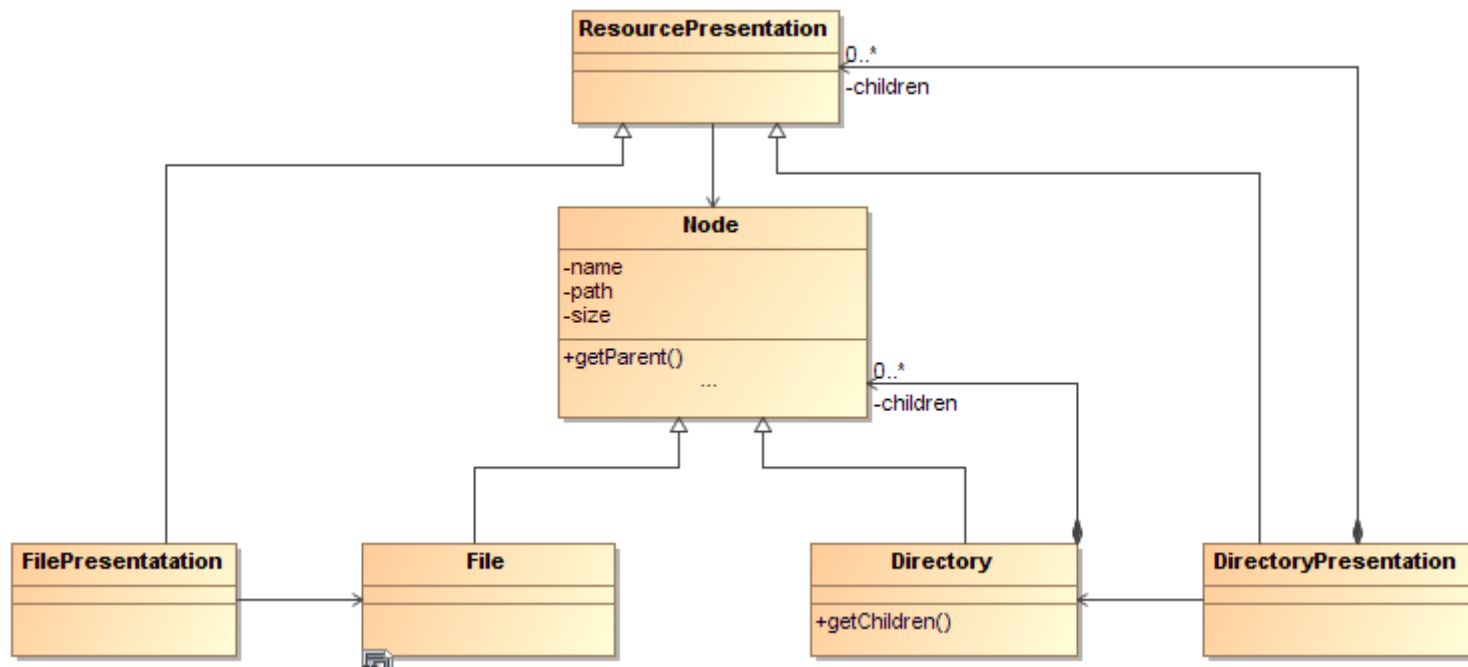 ResourcePresentation
0..*
-children
Node
-name
-path
-size
+getParent()
...
0..*
-children
FilePresentatation
File
Directory
+getChildren()
DirectoryPresentation